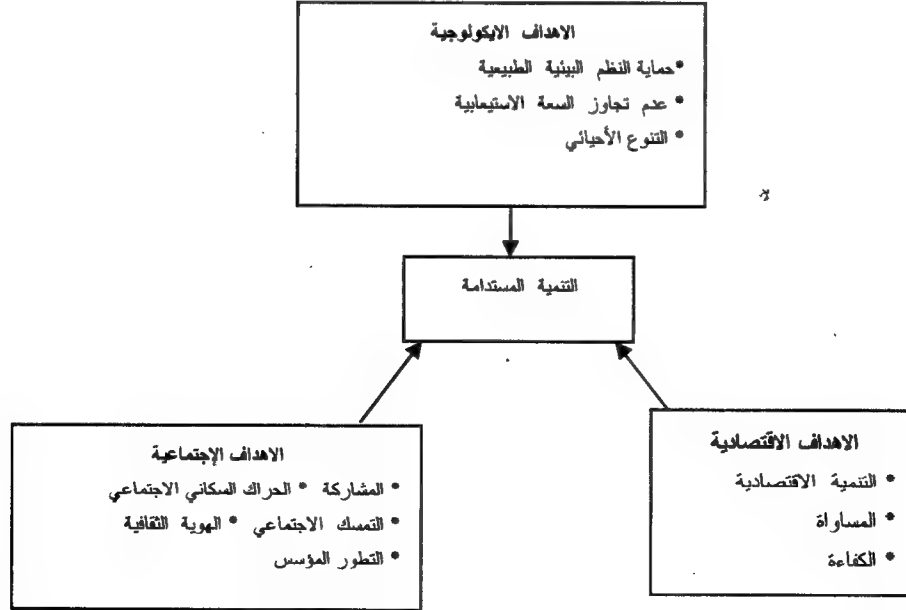 الاهداف الايكولوجية
*حماية النظم البيئية الطبيعية
* عدم تجاوز السعة الاستيعابية
* التنوع الأحيائي
التنمية المستدامة
الاهداف الاقتصادية
* التنمية الاقتصادية
* المساواة
* الكفاءة
الاهداف الإجتماعية
* المشاركة * الحراك السكاني الاجتماعي
* التمسك الاجتماعي * الهوية الثقافية
* التطور المؤسس